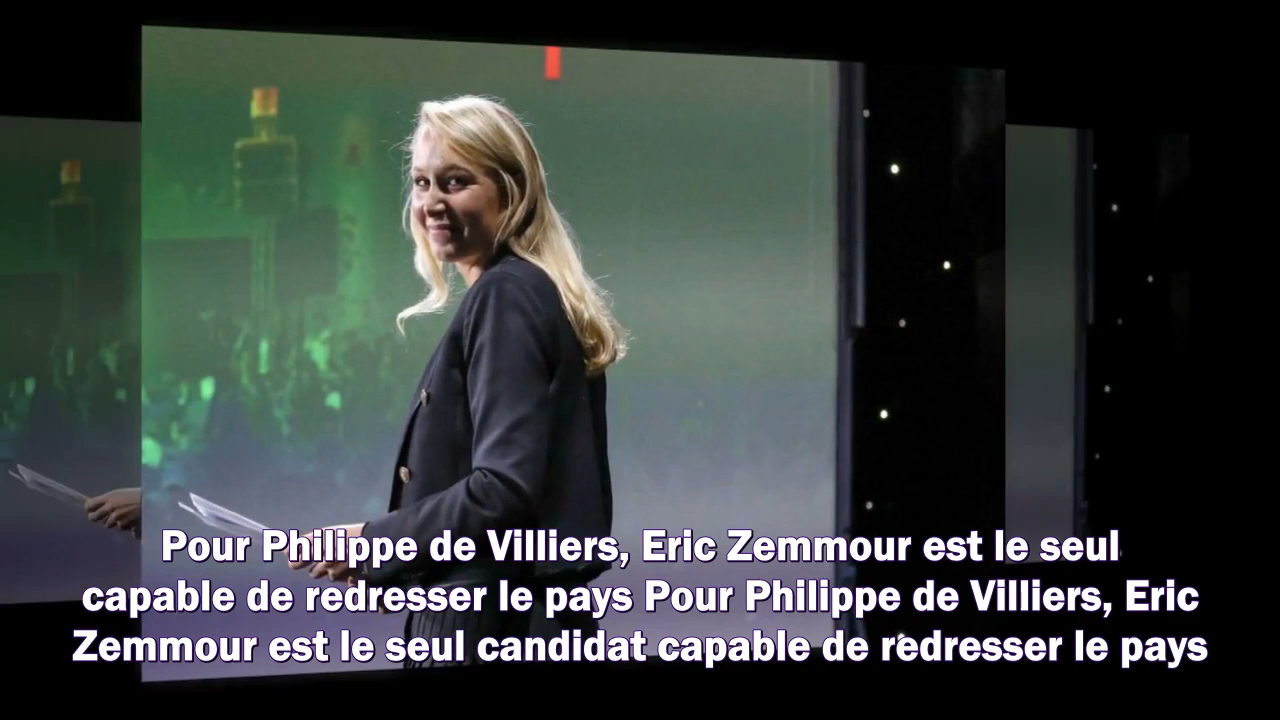 Pour Philippe de Villiers, Eric Zemmour est le seul
capable de redresser le pays Pour Philippe de Villiers, Eric
Zemmour est le seul candidat capable de redresser le pays